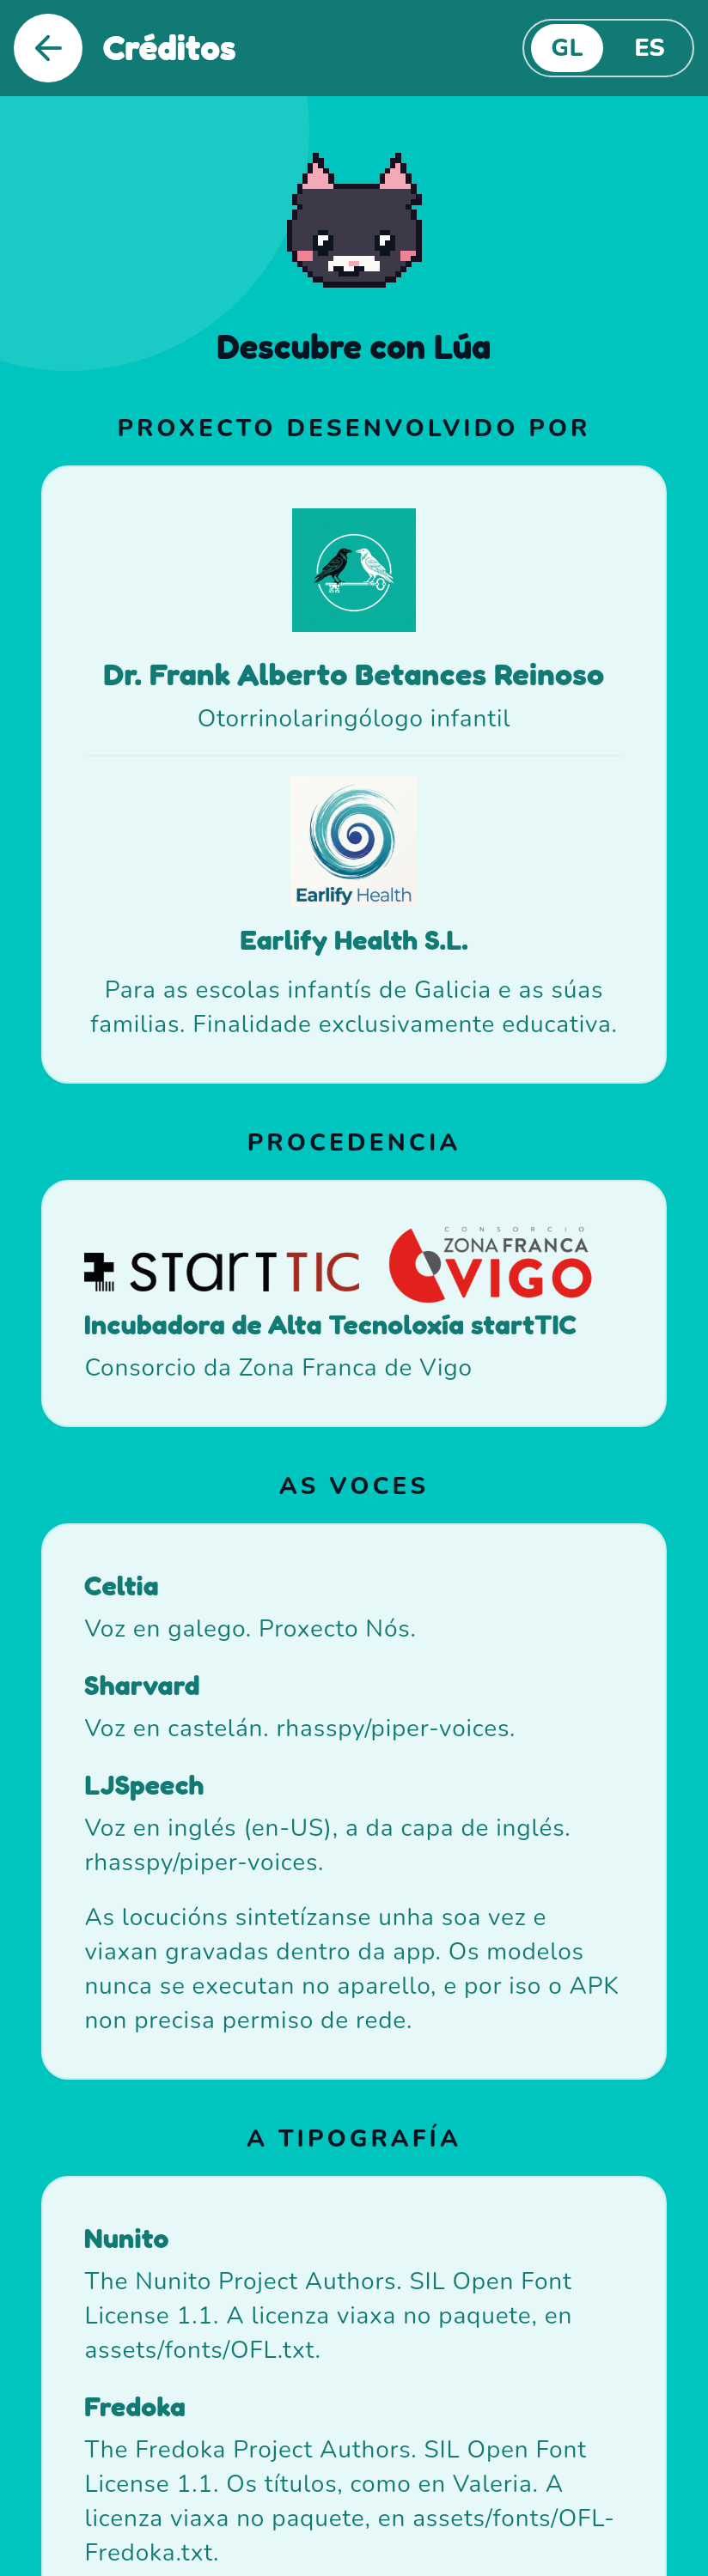 Créditos
GL
ES
Descubre con Lúa
PROXECTO DESENVOLVIDO POR
Dr. Frank Alberto Betances Reinoso
Otorrinolaringólogo infantil
Earlify Health
Earlify Health S.L.
Para as escolas infantís de Galicia e as súas
familias. Finalidade exclusivamente educativa.
PROCEDENCIA
starTTIC
CONSORCIO
ZONA FRANCA
VIGO
Incubadora de Alta Tecnoloxía startTIC
Consorcio da Zona Franca de Vigo
AS VOCES
Celtia
Voz en galego. Proxecto Nós.
Sharvard
Voz en castelán. rhasspy/piper-voices.
LJSpeech
Voz en inglés (en-US), a da capa de inglés.
rhasspy/piper-voices.
As locucións sintetízanse unha soa vez e
viaxan gravadas dentro da app. Os modelos
nunca se executan no aparello, e por iso o APK
non precisa permiso de rede.
A TIPOGRAFÍA
Nunito
The Nunito Project Authors. SIL Open Font
License 1.1. A licenza viaxa no paquete, en
assets/fonts/OFL.txt.
Fredoka
The Fredoka Project Authors. SIL Open Font
License 1.1. Os títulos, como en Valeria. A
licenza viaxa no paquete, en assets/fonts/OFL-
Fredoka.txt.